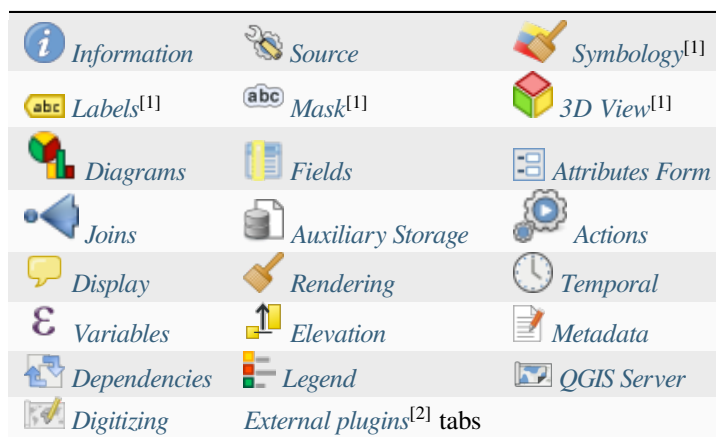 Information Source Symbology[1]
abc Labels[1] abc Mask[1] 3D View[1]
Diagrams Fields Attributes Form
Joins Auxiliary Storage Actions
Display Rendering Temporal
ε Variables Elevation Metadata
Dependencies Legend QGIS Server
Digitizing External plugins[2] tabs